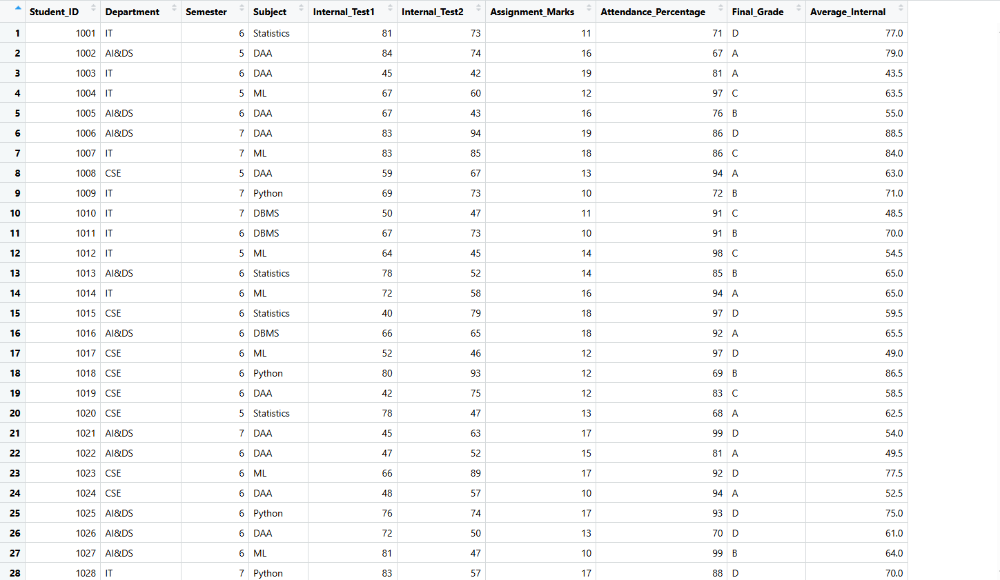 Student_ID Department Semester Subject Internal_Test1 Internal_Test2 Assignment_Marks Attendance_Percentage Final_Grade Average_Internal
1 1001 IT 6 Statistics 81 73 11 71 D 77.0
2 1002 AI&DS 5 DAA 84 74 16 67 A 79.0
3 1003 IT 6 DAA 45 42 19 81 A 43.5
4 1004 IT 5 ML 67 60 12 97 C 63.5
5 1005 AI&DS 6 DAA 67 43 16 76 B 55.0
6 1006 AI&DS 7 DAA 83 94 19 86 D 88.5
7 1007 IT 7 ML 83 85 18 86 C 84.0
8 1008 CSE 5 DAA 59 67 13 94 A 63.0
9 1009 IT 7 Python 69 73 10 72 B 71.0
10 1010 IT 7 DBMS 50 47 11 91 C 48.5
11 1011 IT 6 DBMS 67 73 10 91 B 70.0
12 1012 IT 5 ML 64 45 14 98 C 54.5
13 1013 AI&DS 6 Statistics 78 52 14 85 B 65.0
14 1014 IT 6 ML 72 58 16 94 A 65.0
15 1015 CSE 6 Statistics 40 79 18 97 D 59.5
16 1016 AI&DS 6 DBMS 66 65 18 92 A 65.5
17 1017 CSE 6 ML 52 46 12 97 D 49.0
18 1018 CSE 6 Python 80 93 12 69 B 86.5
19 1019 CSE 6 DAA 42 75 12 83 C 58.5
20 1020 CSE 5 Statistics 78 47 13 68 A 62.5
21 1021 AI&DS 7 DAA 45 63 17 99 D 54.0
22 1022 AI&DS 6 DAA 47 52 15 81 A 49.5
23 1023 CSE 6 ML 66 89 17 92 D 77.5
24 1024 CSE 6 DAA 48 57 10 94 A 52.5
25 1025 AI&DS 6 Python 76 74 17 93 D 75.0
26 1026 AI&DS 6 DAA 72 50 13 70 D 61.0
27 1027 AI&DS 6 ML 81 47 10 99 B 64.0
28 1028 IT 7 Python 83 57 17 88 D 70.0